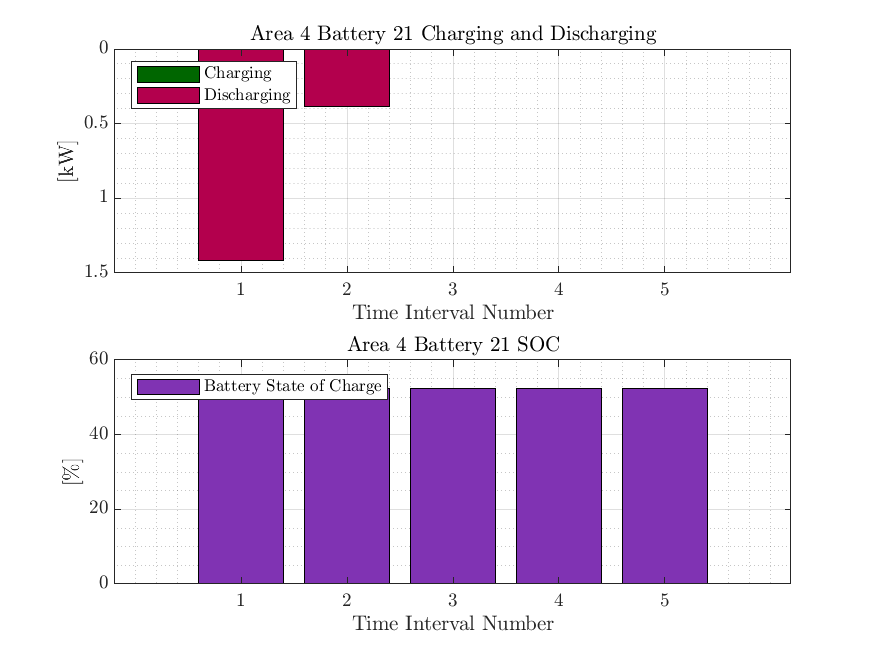 Area 4 Battery 21 Charging and Discharging
0
Charging
Discharging
0.5
[kW]
1
1.5
1 2 3 4 5
Time Interval Number
Area 4 Battery 21 SOC
60
Battery State of Charge
40
[%]
20
0
1 2 3 4 5
Time Interval Number